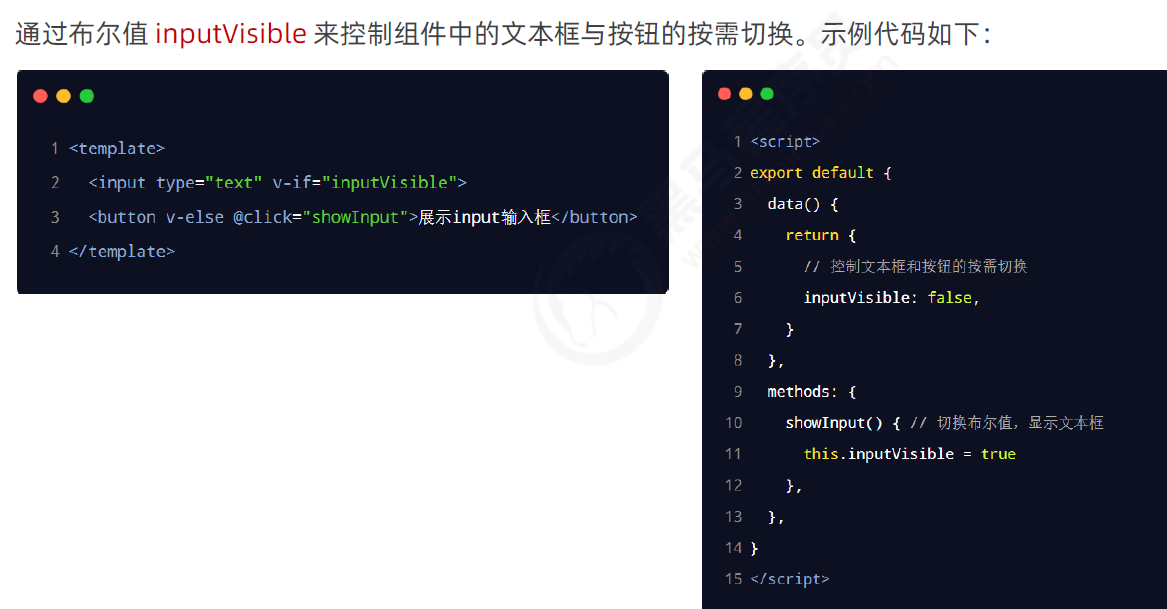 通过布尔值 inputVisible 来控制组件中的文本框与按钮的按需切换。示例代码如下：
1 <template>
2   <input type="text" v-if="inputVisible">
3   <button v-else @click="showInput">展示input输入框</button>
4 </template>
1 <script>
2 export default {
3   data() {
4     return {
5       // 控制文本框和按钮的按需切换
6       inputVisible: false,
7     }
8   },
9   methods: {
10     showInput() { // 切换布尔值，显示文本框
11       this.inputVisible = true
12     },
13   },
14 }
15 </script>
黑马程序员